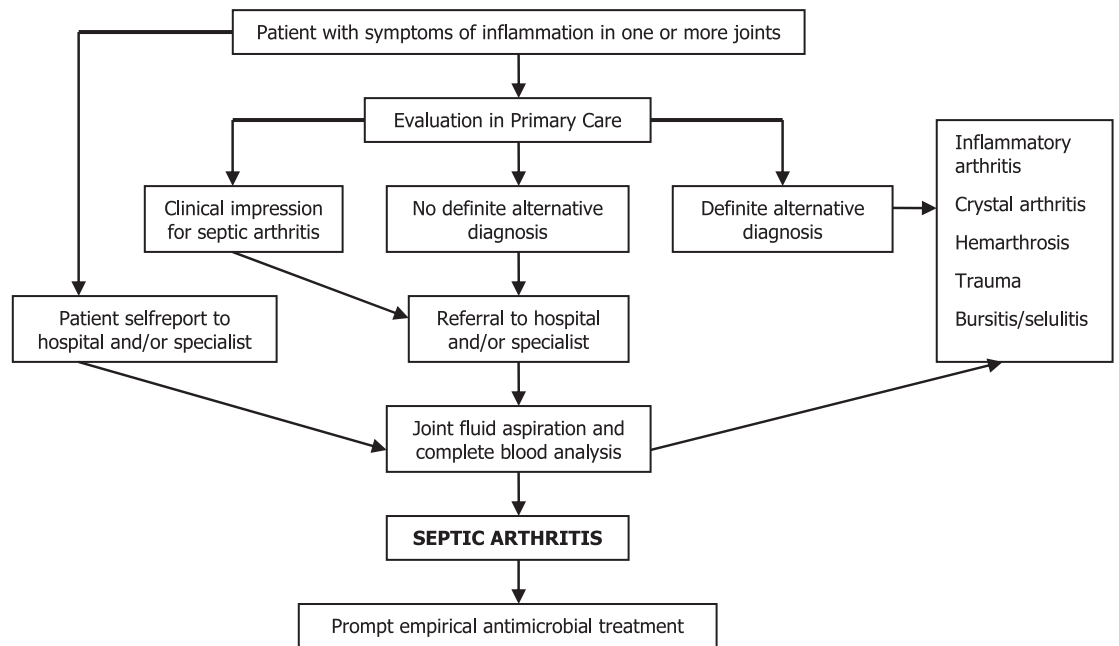 Patient with symptoms of inflammation in one or more joints
Evaluation in Primary Care
Clinical impression
for septic arthritis
No definite alternative
diagnosis
Definite alternative
diagnosis
Inflammatory
arthritis
Crystal arthritis
Hemarthrosis
Trauma
Bursitis/selulitis
Patient selfreport to
hospital and/or specialist
Referral to hospital
and/or specialist
Joint fluid aspiration and
complete blood analysis
SEPTIC ARTHRITIS
Prompt empirical antimicrobial treatment